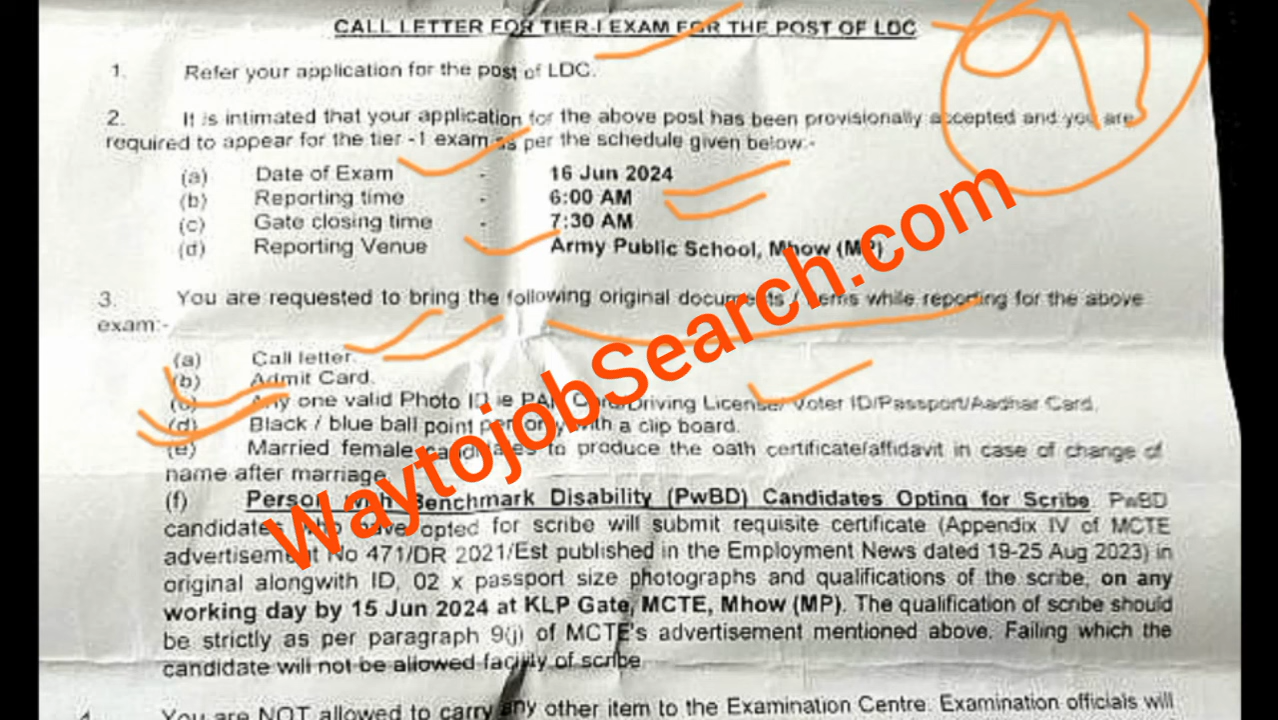 CALL LETTER FOR TIER-I EXAM FOR THE POST OF LDC
1. Refer your application for the post of LDC.
2. It is intimated that your application for the above post has been provisionally accepted and you are
required to appear for the tier -1 exam as per the schedule given below:-
(a) Date of Exam - 16 Jun 2024
(b) Reporting time - 6:00 AM
(c) Gate closing time - 7:30 AM
(d) Reporting Venue - Army Public School, Mhow (MP)
3. You are requested to bring the following original documents / items while reporting for the above
exam:-
(a) Call letter.
(b) Admit Card.
(c) Any one valid Photo ID ie PAN Card/Driving License/ Voter ID/Passport/Aadhar Card.
(d) Black / blue ball point pen only with a clip board.
(e) Married female candidates to produce the oath certificate/affidavit in case of change of
name after marriage.
(f) Person with Benchmark Disability (PwBD) Candidates Opting for Scribe PwBD
candidates who have opted for scribe will submit requisite certificate (Appendix IV of MCTE
advertisement No 471/DR 2021/Est published in the Employment News dated 19-25 Aug 2023) in
original alongwith ID, 02 x passport size photographs and qualifications of the scribe, on any
working day by 15 Jun 2024 at KLP Gate, MCTE, Mhow (MP). The qualification of scribe should
be strictly as per paragraph 9(j) of MCTE's advertisement mentioned above. Failing which the
candidate will not be allowed facility of scribe.
4. You are NOT allowed to carry any other item to the Examination Centre. Examination officials will
WaytojobSearch.com